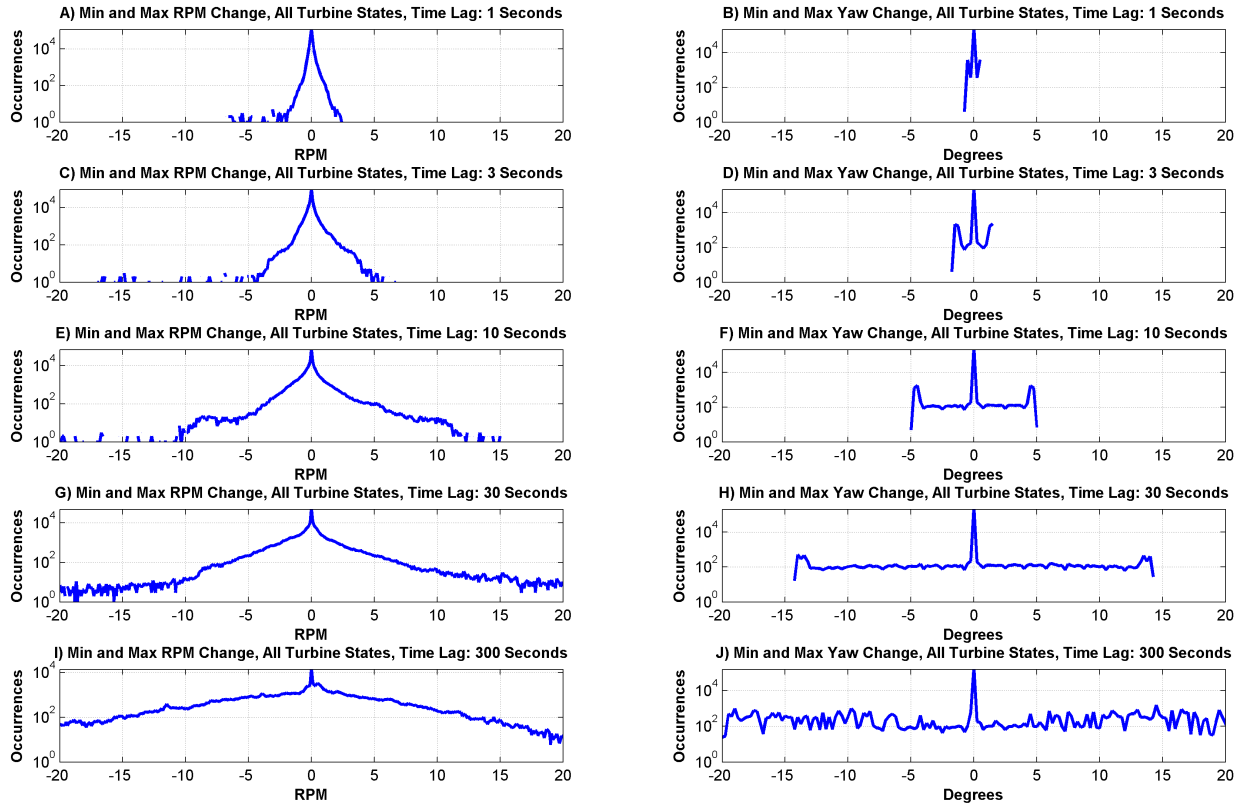 A) Min and Max RPM Change, All Turbine States, Time Lag: 1 Seconds
Occurrences
10^4
10^2
10^0
-20 -15 -10 -5 0 5 10 15 20
RPM
B) Min and Max Yaw Change, All Turbine States, Time Lag: 1 Seconds
Occurrences
10^4
10^2
10^0
-20 -15 -10 -5 0 5 10 15 20
Degrees
C) Min and Max RPM Change, All Turbine States, Time Lag: 3 Seconds
Occurrences
10^4
10^2
10^0
-20 -15 -10 -5 0 5 10 15 20
RPM
D) Min and Max Yaw Change, All Turbine States, Time Lag: 3 Seconds
Occurrences
10^4
10^2
10^0
-20 -15 -10 -5 0 5 10 15 20
Degrees
E) Min and Max RPM Change, All Turbine States, Time Lag: 10 Seconds
Occurrences
10^4
10^2
10^0
-20 -15 -10 -5 0 5 10 15 20
RPM
F) Min and Max Yaw Change, All Turbine States, Time Lag: 10 Seconds
Occurrences
10^4
10^2
10^0
-20 -15 -10 -5 0 5 10 15 20
Degrees
G) Min and Max RPM Change, All Turbine States, Time Lag: 30 Seconds
Occurrences
10^4
10^2
10^0
-20 -15 -10 -5 0 5 10 15 20
RPM
H) Min and Max Yaw Change, All Turbine States, Time Lag: 30 Seconds
Occurrences
10^4
10^2
10^0
-20 -15 -10 -5 0 5 10 15 20
Degrees
I) Min and Max RPM Change, All Turbine States, Time Lag: 300 Seconds
Occurrences
10^4
10^2
10^0
-20 -15 -10 -5 0 5 10 15 20
RPM
J) Min and Max Yaw Change, All Turbine States, Time Lag: 300 Seconds
Occurrences
10^4
10^2
10^0
-20 -15 -10 -5 0 5 10 15 20
Degrees